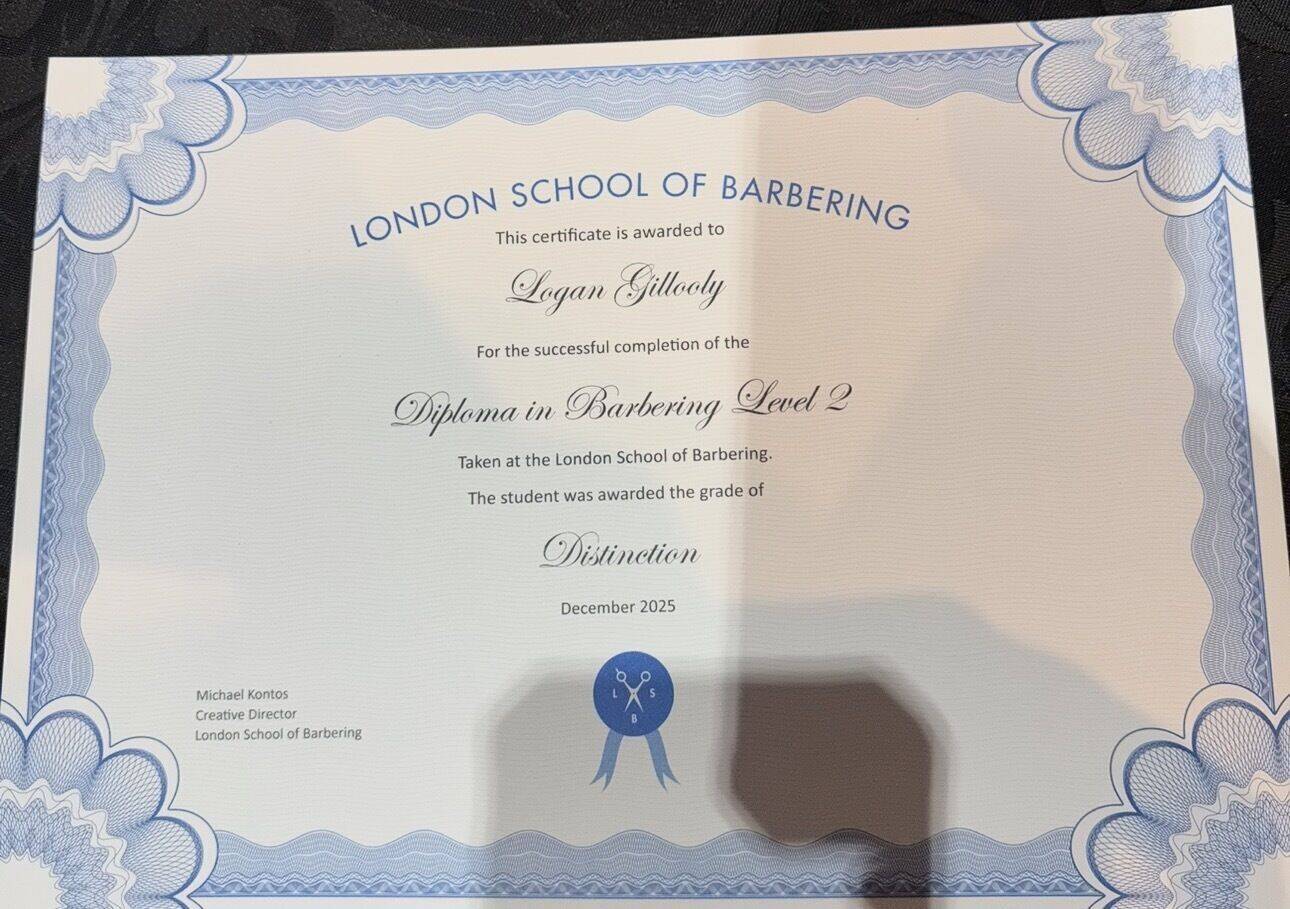 LONDON SCHOOL OF BARBERING
This certificate is awarded to
Logan Gillooly
For the successful completion of the
Diploma in Barbering Level 2
Taken at the London School of Barbering.
The student was awarded the grade of
Distinction
December 2025
L S
B
Michael Kontos
Creative Director
London School of Barbering